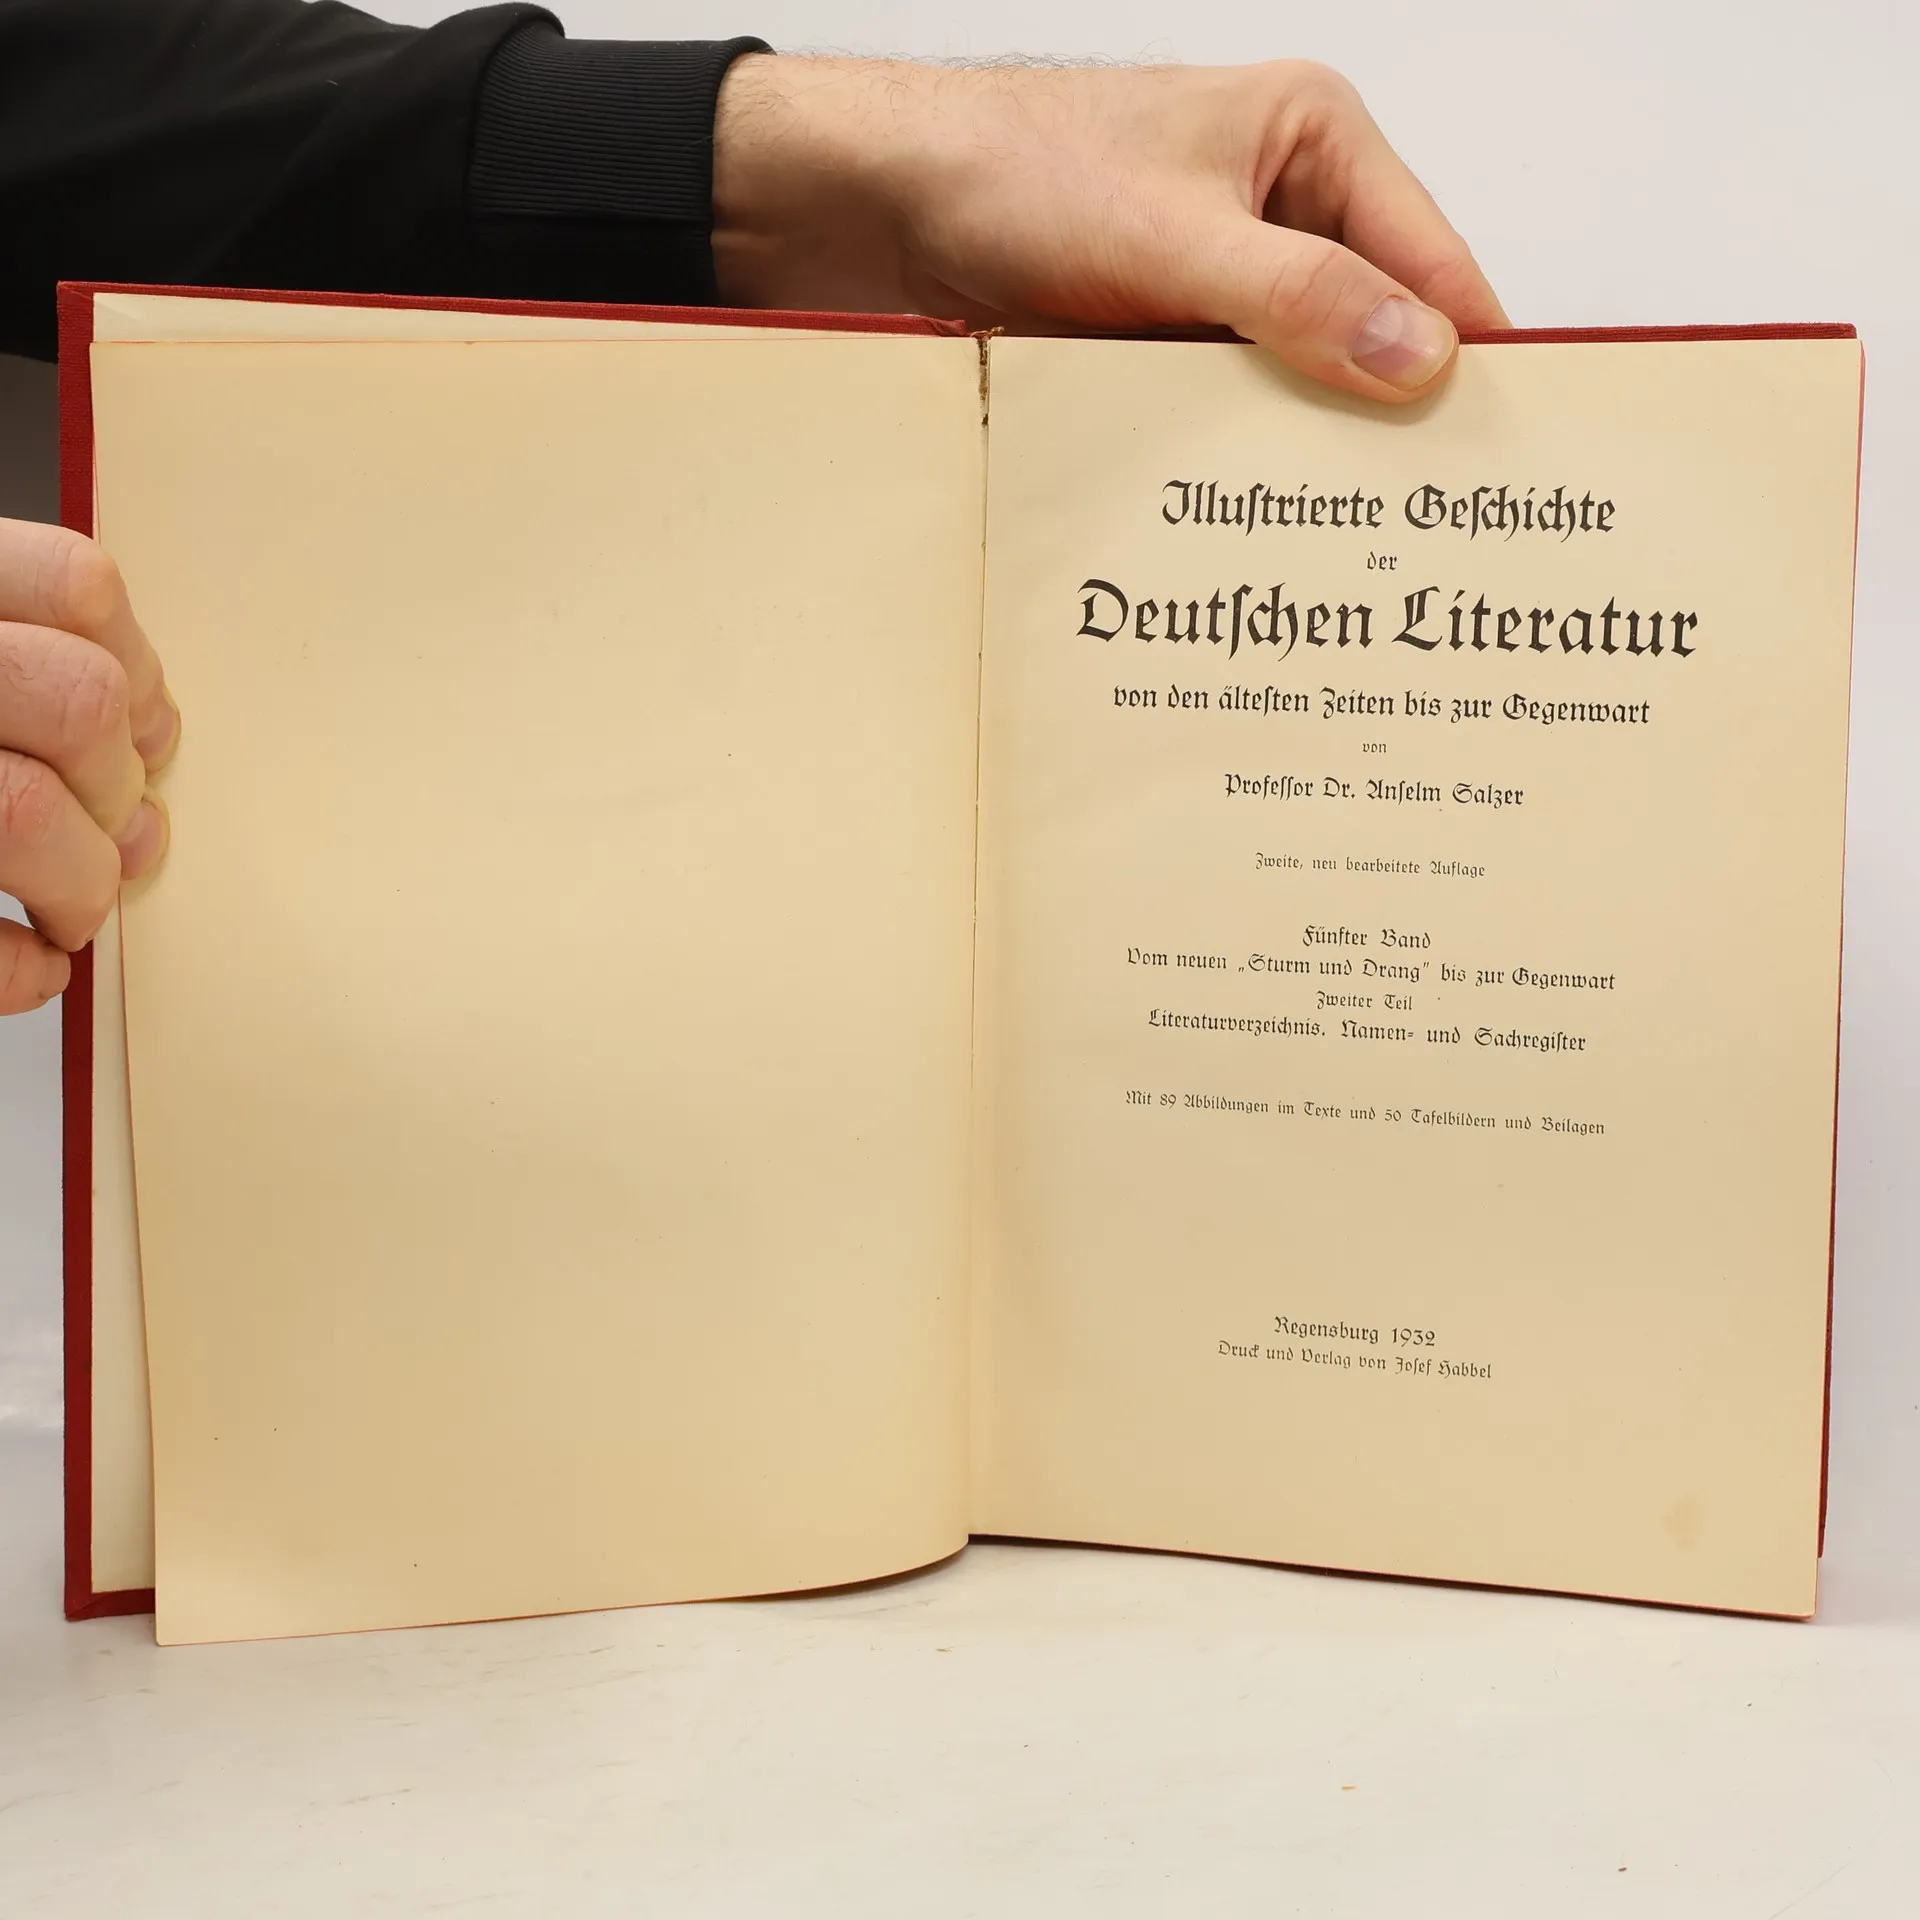 Illuſtrierte Geſchichte
der
Deutſchen Literatur
von den älteſten Zeiten bis zur Gegenwart
von
Profeſſor Dr. Anſelm Salzer
Zweite, neu bearbeitete Auflage
Fünfter Band
Vom neuen „Sturm und Drang" bis zur Gegenwart
Zweiter Teil
Literaturverzeichnis. Namen- und Sachregiſter
Mit 89 Abbildungen im Texte und 50 Tafelbildern und Beilagen
Regensburg 1932
Druck und Verlag von Joſef Habbel